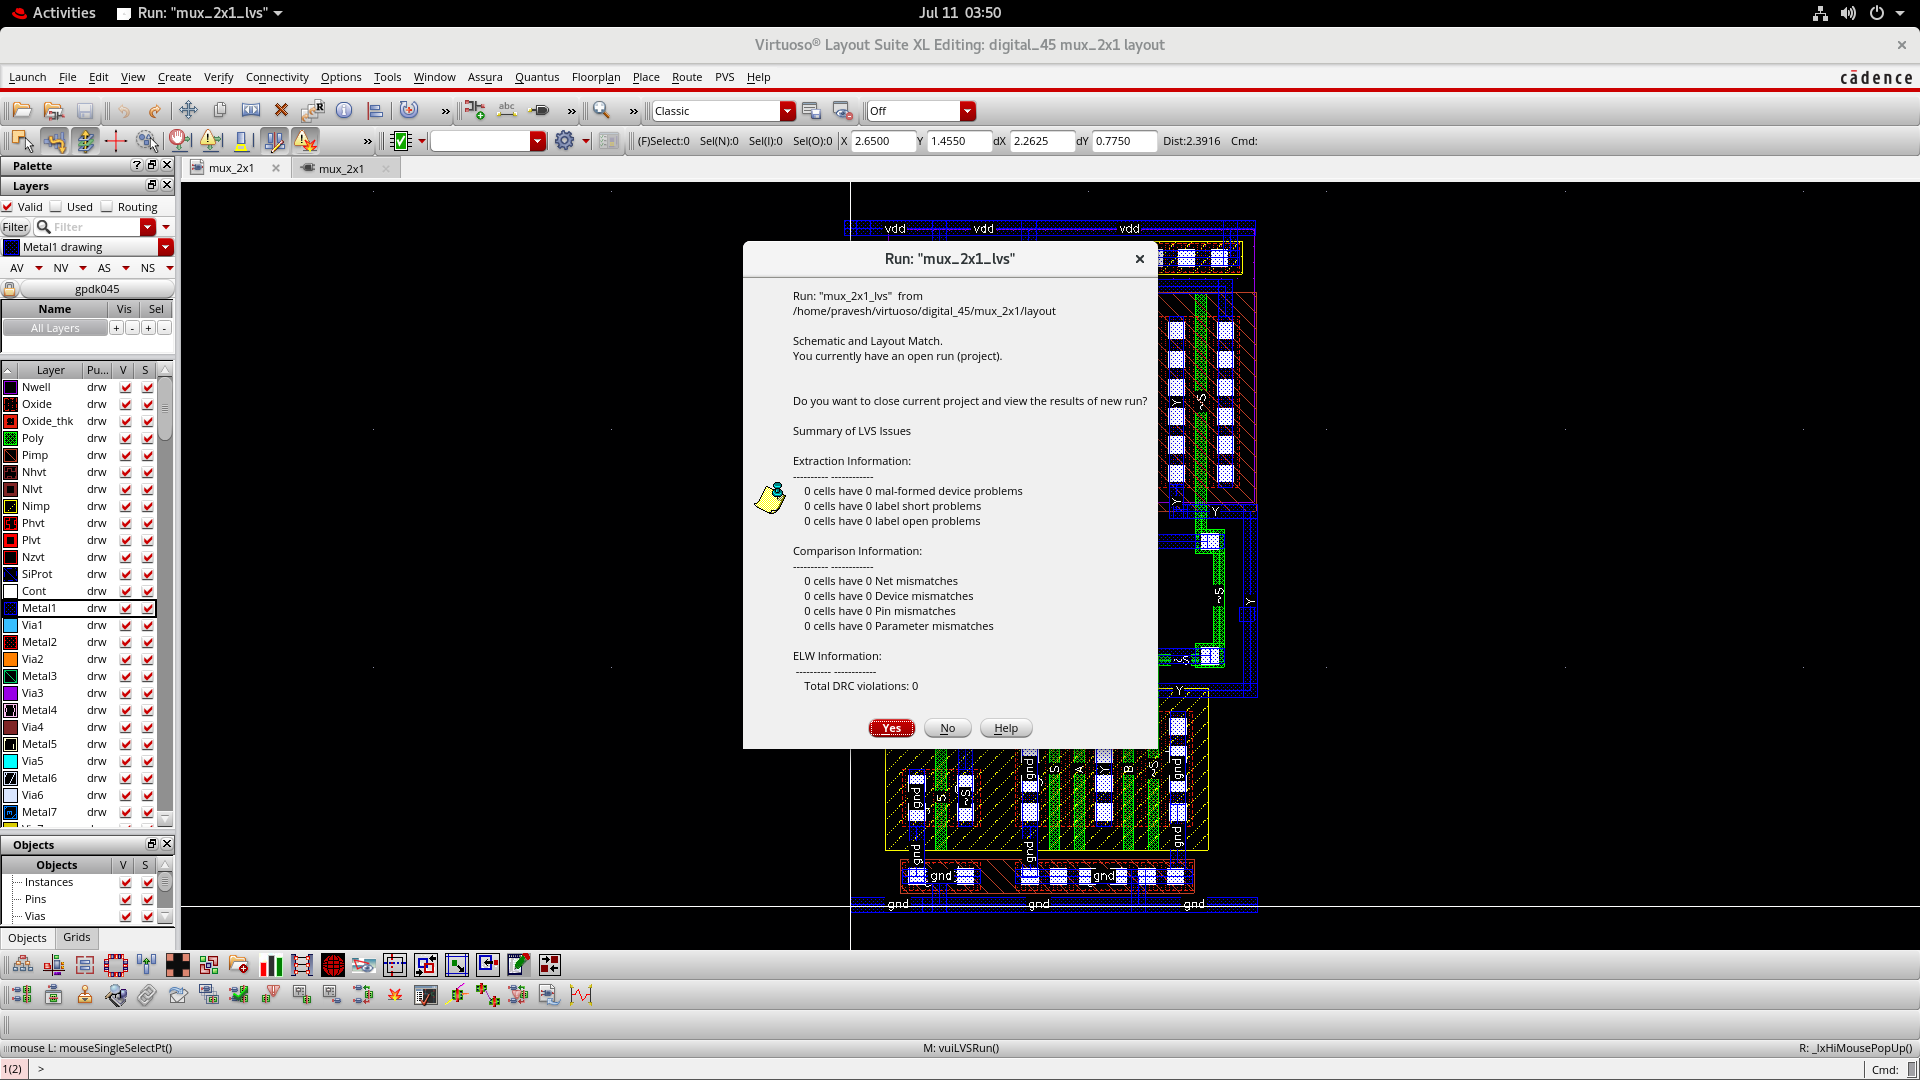 Activities
Run: "mux_2x1_lvs"
Jul 11 03:50
Virtuoso® Layout Suite XL Editing: digital_45 mux_2x1 layout
Launch File Edit View Create Verify Connectivity Options Tools Window Assura Quantus Floorplan Place Route PVS Help
cādence
Classic
Off
(F)Select:0 Sel(N):0 Sel(I):0 Sel(O):0 X 2.6500 Y 1.4550 dX 2.2625 dY 0.7750 Dist:2.3916 Cmd:
Palette
mux_2x1
mux_2x1
Layers
Valid Used Routing
Filter Filter
Metal1 drawing
AV NV AS NS
gpdk045
Name Vis Sel
All Layers + - + -
Layer Pu... V S
Nwell drw
Oxide drw
Oxide_thk drw
Poly drw
Pimp drw
Nhvt drw
Nlvt drw
Nimp drw
Phvt drw
Plvt drw
Nzvt drw
SiProt drw
Cont drw
Metal1 drw
Via1 drw
Metal2 drw
Via2 drw
Metal3 drw
Via3 drw
Metal4 drw
Via4 drw
Metal5 drw
Via5 drw
Metal6 drw
Via6 drw
Metal7 drw
Objects
Objects V S
Instances
Pins
Vias
Objects Grids
vdd vdd vdd
Run: "mux_2x1_lvs"
Run: "mux_2x1_lvs" from
/home/pravesh/virtuoso/digital_45/mux_2x1/layout
Schematic and Layout Match.
You currently have an open run (project).
Do you want to close current project and view the results of new run?
Summary of LVS Issues
Extraction Information:
---------- ------------
0 cells have 0 mal-formed device problems
0 cells have 0 label short problems
0 cells have 0 label open problems
Comparison Information:
---------- ------------
0 cells have 0 Net mismatches
0 cells have 0 Device mismatches
0 cells have 0 Pin mismatches
0 cells have 0 Parameter mismatches
ELW Information:
---------- ------------
Total DRC violations: 0
Yes No Help
Y
~S
Y
Y
~S
Y
~S
Y
gnd S A Y B ~S gnd
gnd S ~S
gnd gnd gnd
gnd gnd
gnd gnd gnd
mouse L: mouseSingleSelectPt()
M: vuiLVSRun()
R: _lxHiMousePopUp()
1(2) >
Cmd: